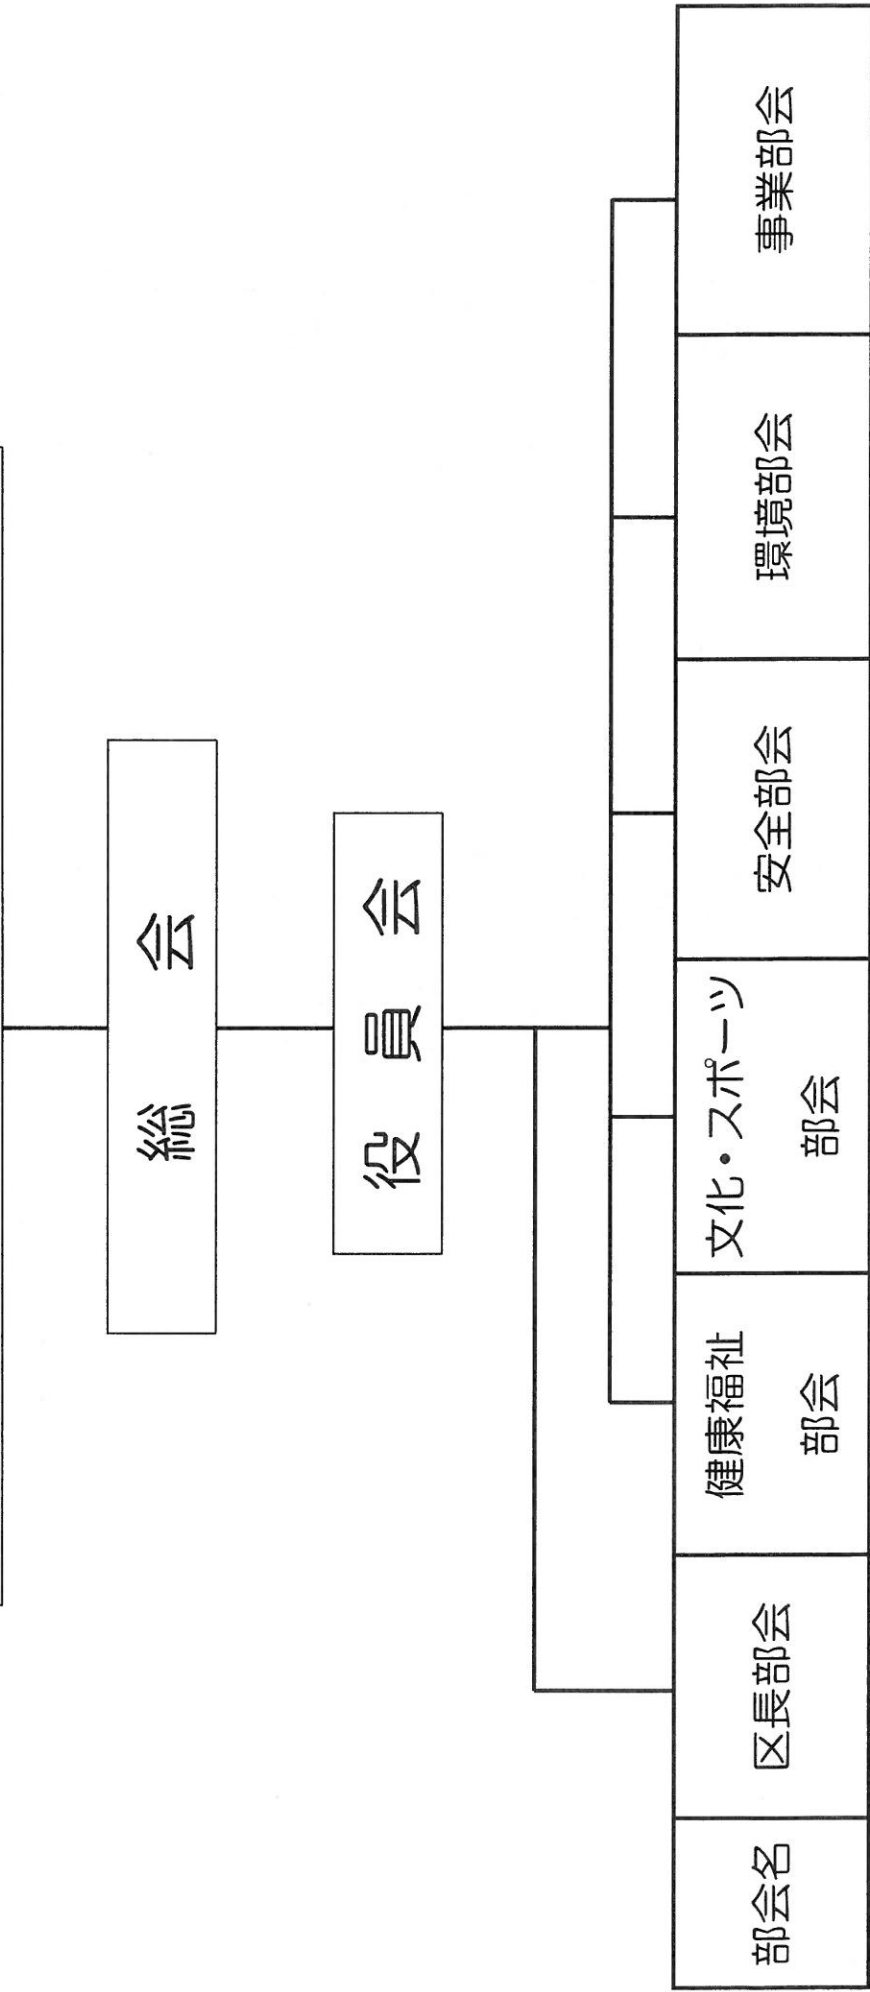 総会
役員会
部会名
区長部会
健康福祉
部会
文化・スポーツ
部会
安全部会
環境部会
事業部会